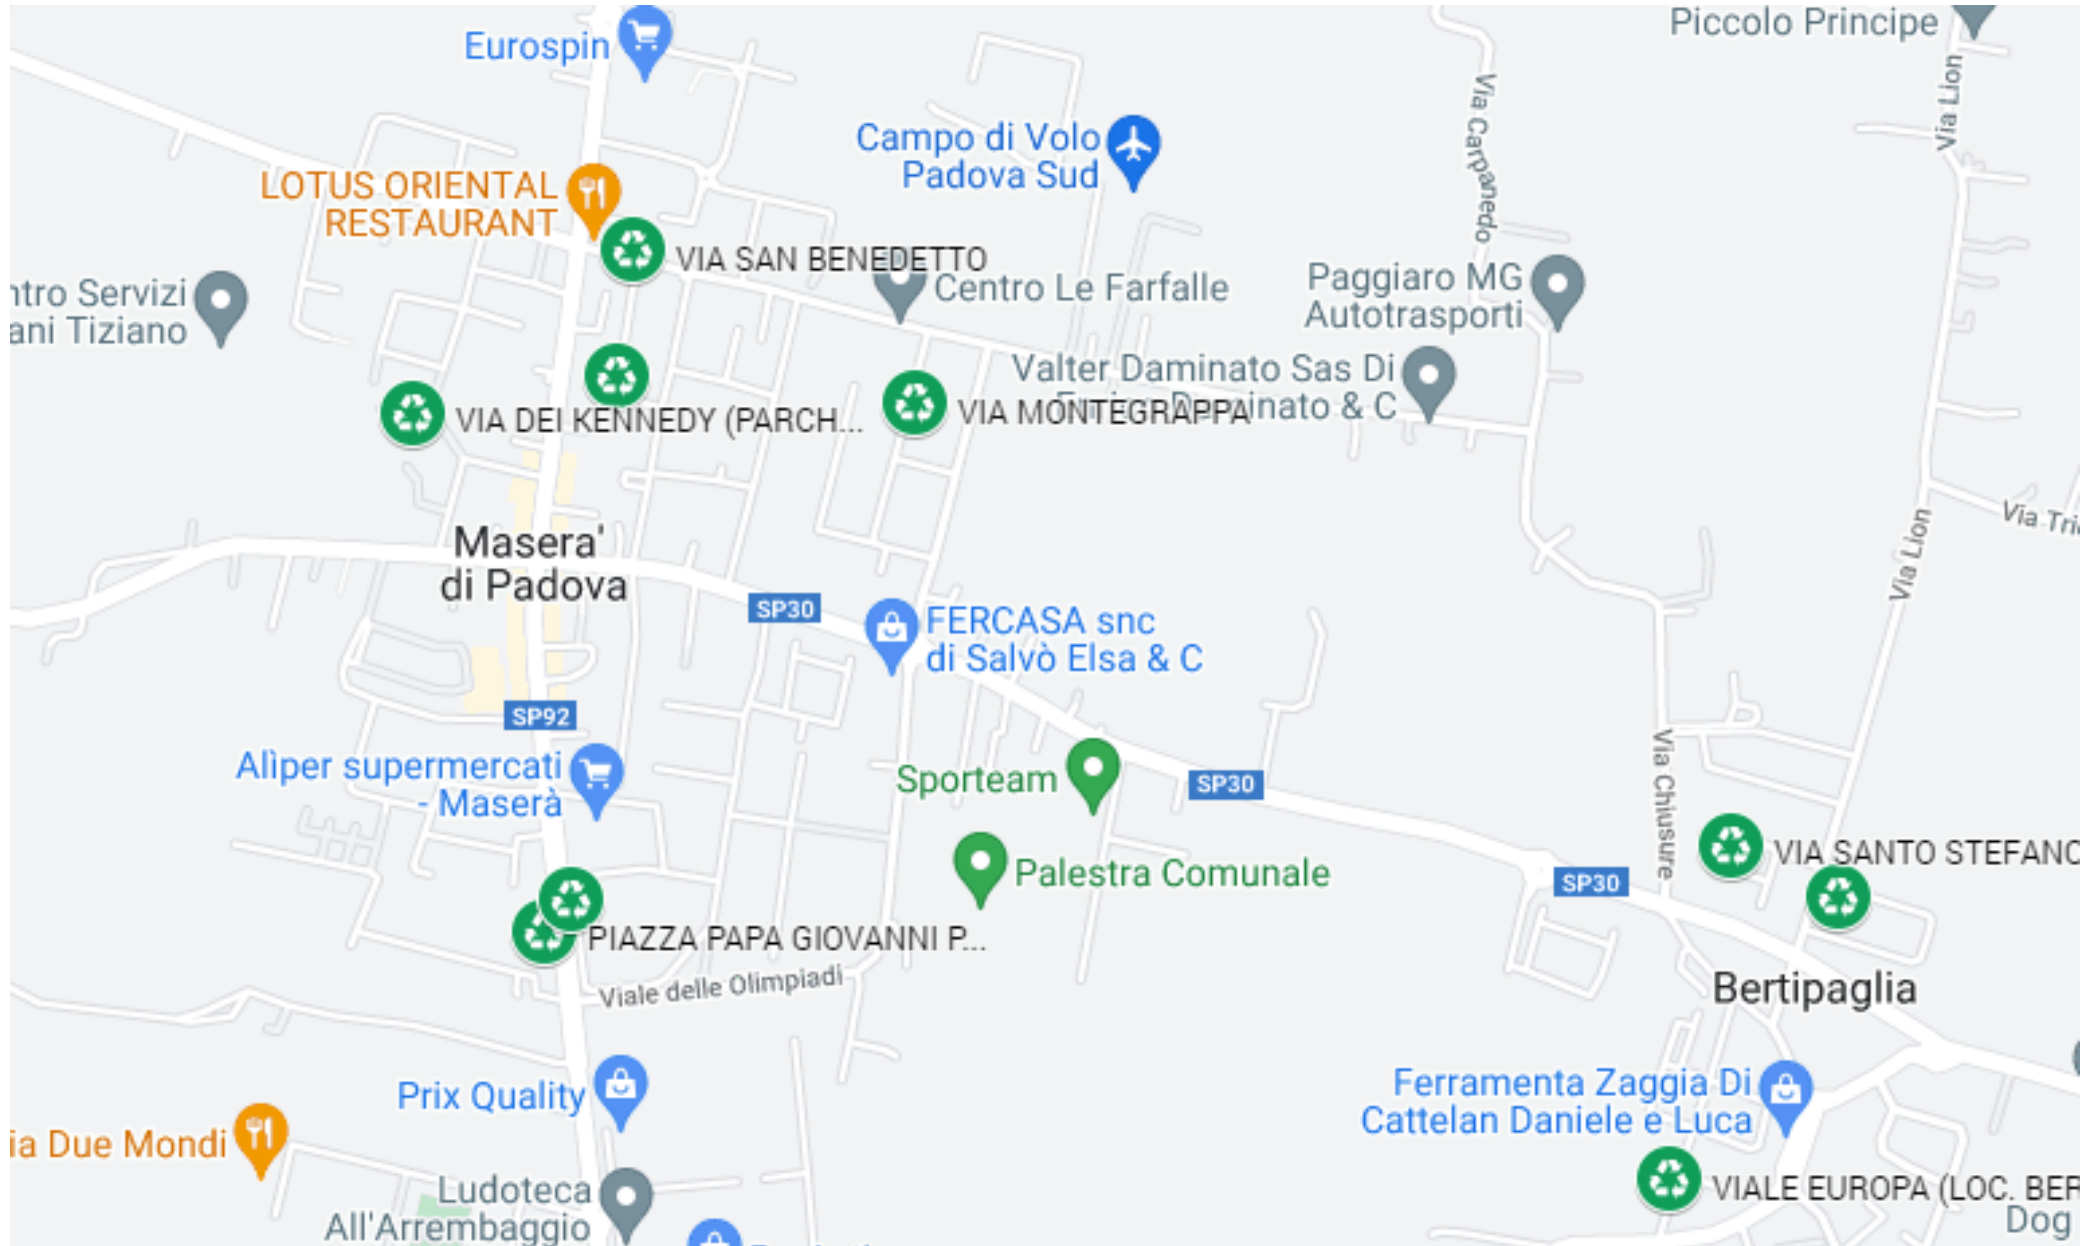 Piccolo Principe
Eurospin
Via Lion
Via Carpanedo
Campo di Volo
Padova Sud
LOTUS ORIENTAL
RESTAURANT
VIA SAN BENEDETTO
Centro Le Farfalle
Paggiaro MG
Autotrasporti
ntro Servizi
ani Tiziano
Valter Daminato Sas Di
Daminato & C
VIA DEI KENNEDY (PARCH...
VIA MONTEGRAPPA
Via Lion
Via Tri
Masera'
di Padova
SP30
FERCASA snc
di Salvò Elsa & C
SP92
Alìper supermercati
- Maserà
Sporteam
SP30
Via Chiusure
Palestra Comunale
SP30
VIA SANTO STEFANO
PIAZZA PAPA GIOVANNI P...
Viale delle Olimpiadi
Bertipaglia
Prix Quality
Ferramenta Zaggia Di
Cattelan Daniele e Luca
ia Due Mondi
Ludoteca
All'Arrembaggio
VIALE EUROPA (LOC. BER
Dog